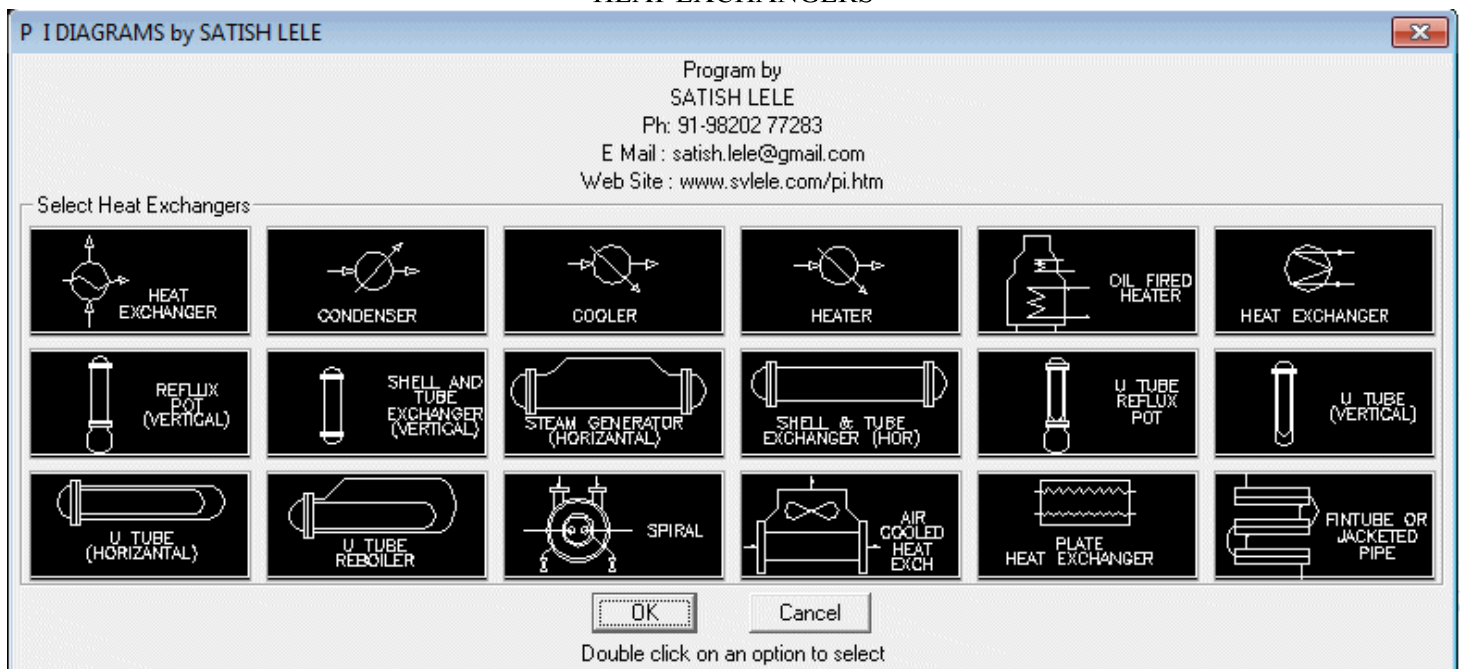 HEAT EXCHANGERS
P I DIAGRAMS by SATISH LELE
Program by
SATISH LELE
Ph: 91-98202 77283
E Mail : satish.lele@gmail.com
Web Site : www.svlele.com/pi.htm
Select Heat Exchangers
HEAT
EXCHANGER
CONDENSER
COOLER
HEATER
OIL FIRED
HEATER
HEAT EXCHANGER
REFLUX
POT
(VERTICAL)
SHELL AND
TUBE
EXCHANGER
(VERTICAL)
STEAM GENERATOR
(HORIZANTAL)
SHELL & TUBE
EXCHANGER (HOR)
U TUBE
REFLUX
POT
U TUBE
(VERTICAL)
U TUBE
(HORIZANTAL)
U TUBE
REBOILER
SPIRAL
AIR
COOLED
HEAT
EXCH
PLATE
HEAT EXCHANGER
FINTUBE OR
JACKETED
PIPE
OK
Cancel
Double click on an option to select